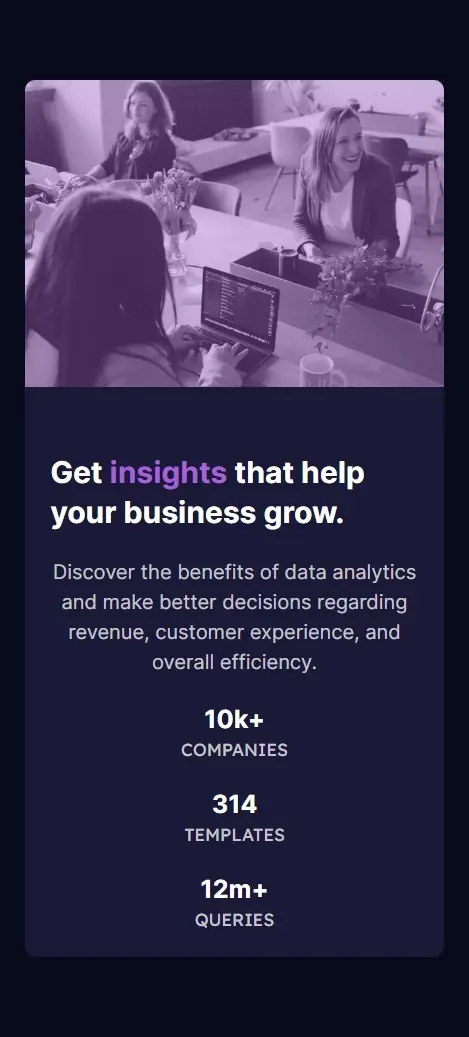 Get insights that help
your business grow.
Discover the benefits of data analytics
and make better decisions regarding
revenue, customer experience, and
overall efficiency.
10k+
COMPANIES
314
TEMPLATES
12m+
QUERIES